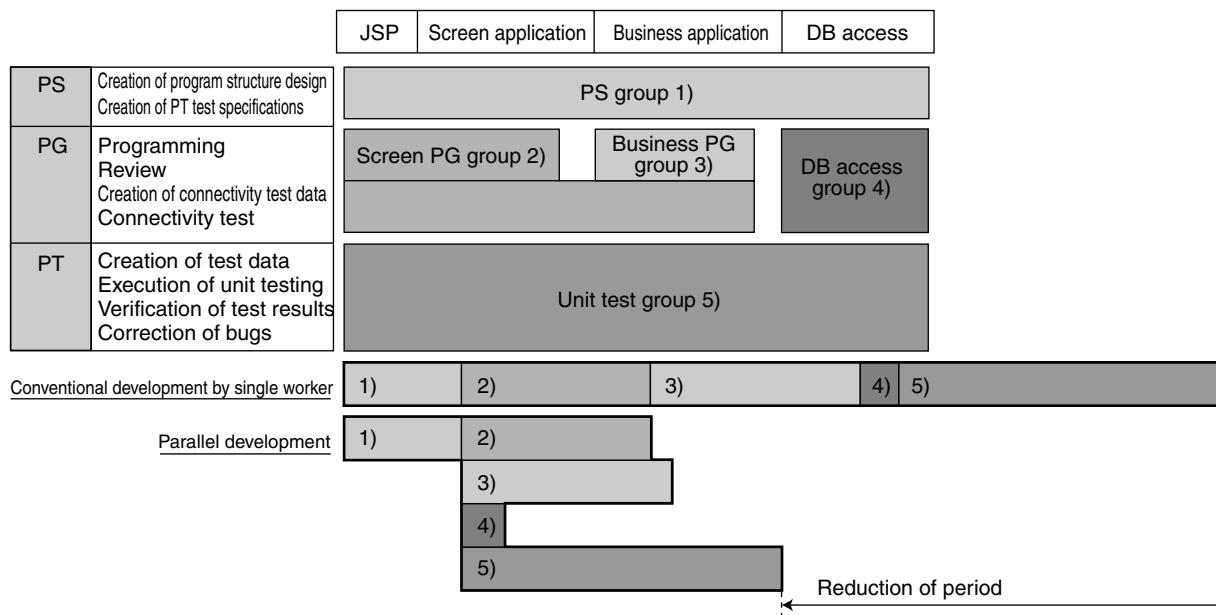 JSP Screen application Business application DB access
PS Creation of program structure design
Creation of PT test specifications
PS group 1)
PG Programming
Review
Creation of connectivity test data
Connectivity test
Screen PG group 2)
Business PG
group 3)
DB access
group 4)
PT Creation of test data
Execution of unit testing
Verification of test results
Correction of bugs
Unit test group 5)
Conventional development by single worker 1) 2) 3) 4) 5)
Parallel development 1) 2)
3)
4)
5)
Reduction of period